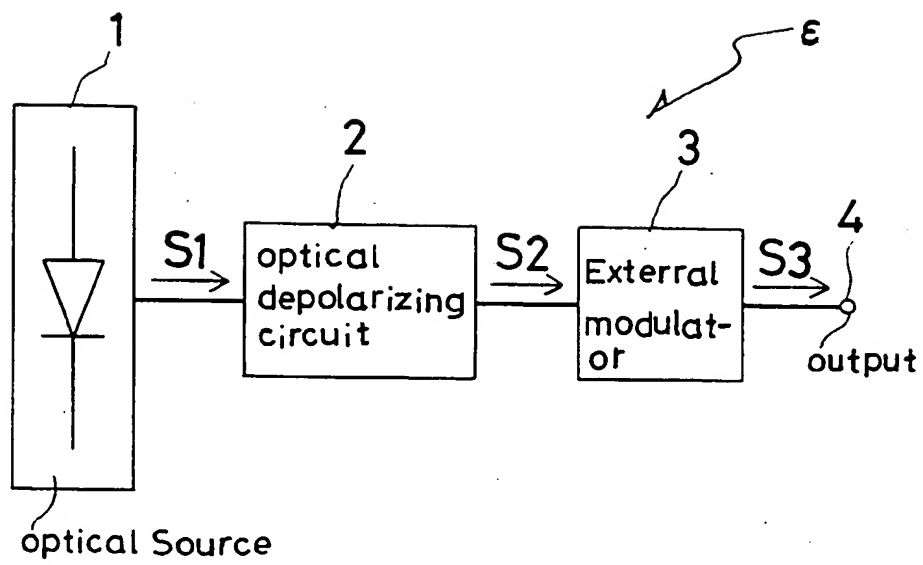 1
ε
2
3
4
S1
S2
S3
optical
depolarizing
circuit
Exterral
modulat-
or
output
optical Source